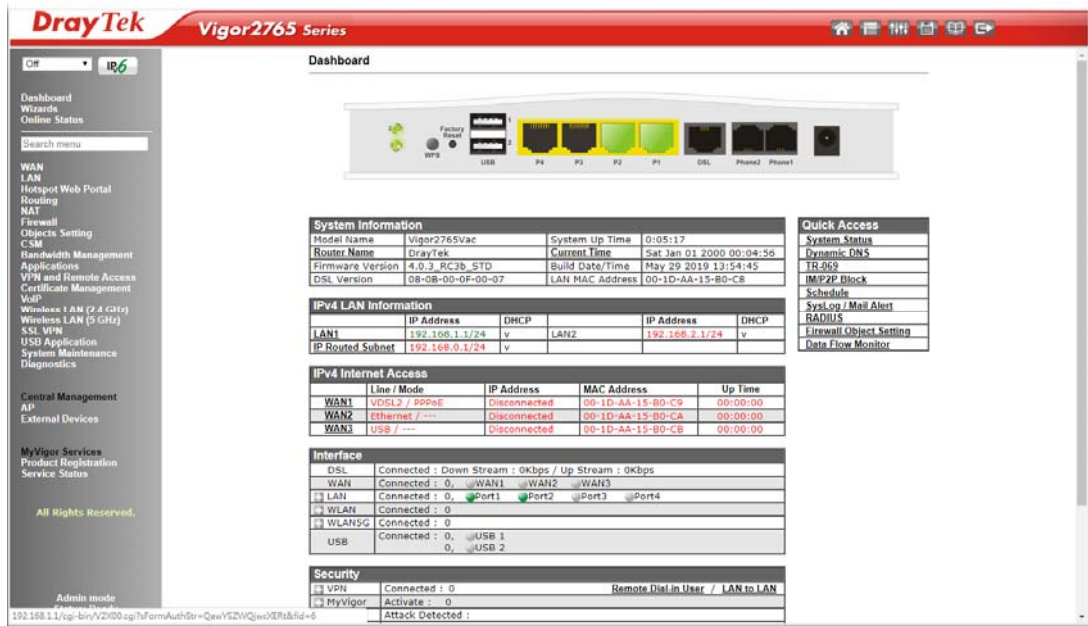 DrayTek Vigor2765 Series
Off IPv6
Dashboard
Wizards
Online Status
Search menu
WAN
LAN
Hotspot Web Portal
Routing
NAT
Firewall
Objects Setting
CSM
Bandwidth Management
Applications
VPN and Remote Access
Certificate Management
VoIP
Wireless LAN (2.4 GHz)
Wireless LAN (5 GHz)
SSL VPN
USB Application
System Maintenance
Diagnostics
Central Management
AP
External Devices
MyVigor Services
Product Registration
Service Status
All Rights Reserved.
Admin mode
Status: Ready
Dashboard
Factory
Reset
WPS
1
2
USB P4 P3 P2 P1 DSL Phone2 Phone1
System Information
Model Name Vigor2765Vac System Up Time 0:05:17
Router Name DrayTek Current Time Sat Jan 01 2000 00:04:56
Firmware Version 4.0.3_RC3b_STD Build Date/Time May 29 2019 13:54:45
DSL Version 08-0B-00-0F-00-07 LAN MAC Address 00-1D-AA-15-B0-C8
IPv4 LAN Information
IP Address DHCP IP Address DHCP
LAN1 192.168.1.1/24 v LAN2 192.168.2.1/24 v
IP Routed Subnet 192.168.0.1/24 v
IPv4 Internet Access
Line / Mode IP Address MAC Address Up Time
WAN1 VDSL2 / PPPoE Disconnected 00-1D-AA-15-B0-C9 00:00:00
WAN2 Ethernet / --- Disconnected 00-1D-AA-15-B0-CA 00:00:00
WAN3 USB / --- Disconnected 00-1D-AA-15-B0-CB 00:00:00
Interface
DSL Connected : Down Stream : 0Kbps / Up Stream : 0Kbps
WAN Connected : 0, WAN1 WAN2 WAN3
LAN Connected : 0, Port1 Port2 Port3 Port4
WLAN Connected : 0
WLAN5G Connected : 0
USB Connected : 0, USB 1
0, USB 2
Security
VPN Connected : 0 Remote Dial-in User / LAN to LAN
MyVigor Activate : 0
Attack Detected :
Quick Access
System Status
Dynamic DNS
TR-069
IM/P2P Block
Schedule
SysLog / Mail Alert
RADIUS
Firewall Object Setting
Data Flow Monitor